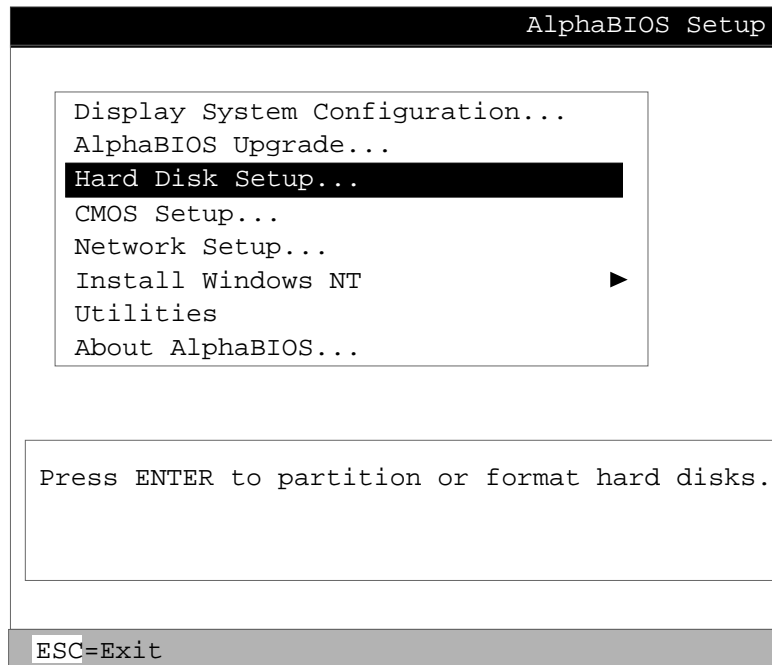 AlphaBIOS Setup
Display System Configuration...
AlphaBIOS Upgrade...
Hard Disk Setup...
CMOS Setup...
Network Setup...
Install Windows NT
Utilities
About AlphaBIOS...
Press ENTER to partition or format hard disks.
ESC=Exit